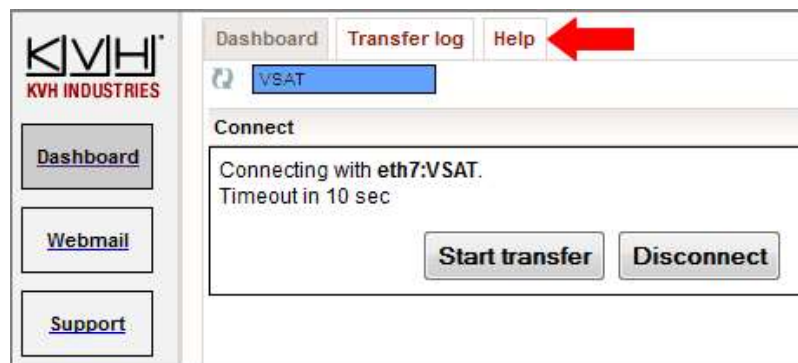 KVH
KVH INDUSTRIES
Dashboard
Webmail
Support
Dashboard Transfer log Help
VSAT
Connect
Connecting with eth7:VSAT.
Timeout in 10 sec
Start transfer Disconnect